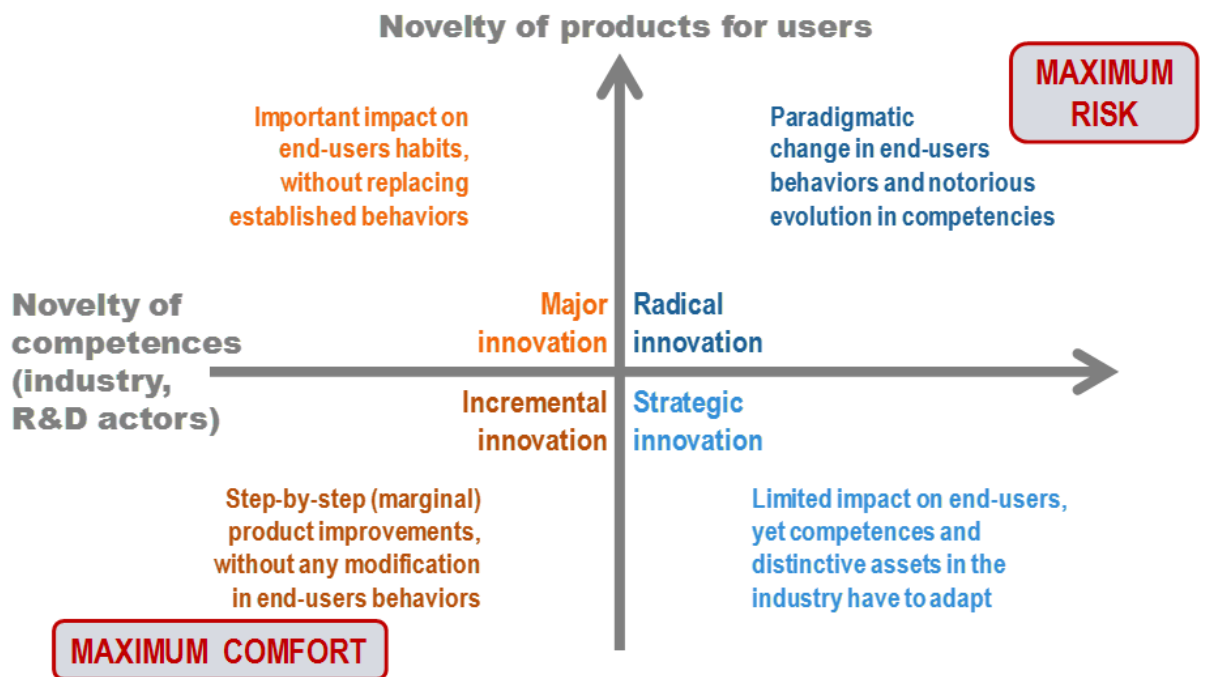 Novelty of products for users
MAXIMUM
RISK
Important impact on
end-users habits,
without replacing
established behaviors
Paradigmatic
change in end-users
behaviors and notorious
evolution in competencies
Novelty of
competences
(industry,
R&D actors)
Major
innovation
Radical
innovation
Incremental
innovation
Strategic
innovation
Step-by-step (marginal)
product improvements,
without any modification
in end-users behaviors
Limited impact on end-users,
yet competences and
distinctive assets in the
industry have to adapt
MAXIMUM COMFORT